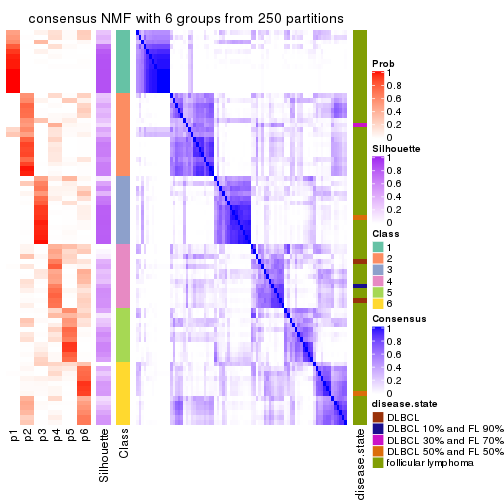 consensus NMF with 6 groups from 250 partitions
Prob
1
0.8
0.6
0.4
0.2
0
Silhouette
1
0.8
0.6
0.4
0.2
0
Class
1
2
3
4
5
6
Consensus
1
0.8
0.6
0.4
0.2
0
disease.state
DLBCL
DLBCL 10% and FL 90%
DLBCL 30% and FL 70%
DLBCL 50% and FL 50%
follicular lymphoma
p1
p2
p3
p4
p5
p6
Silhouette
Class
disease.state